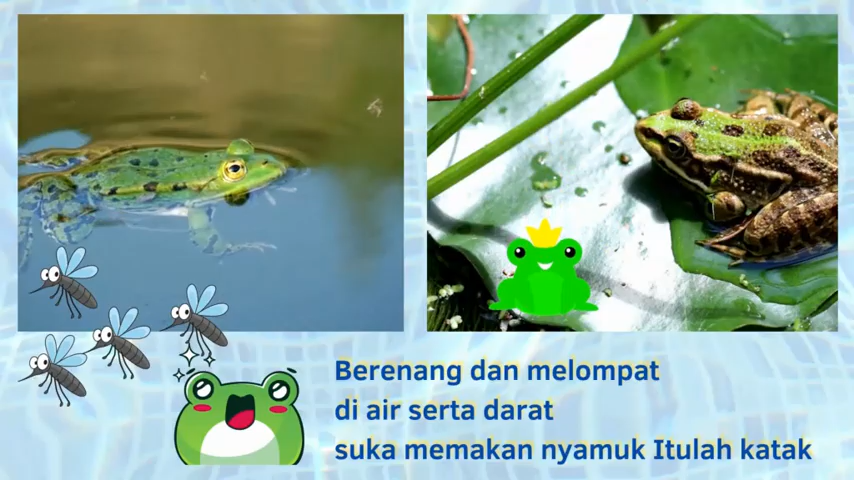 Berenang dan melompat
di air serta darat
suka memakan nyamuk Itulah katak